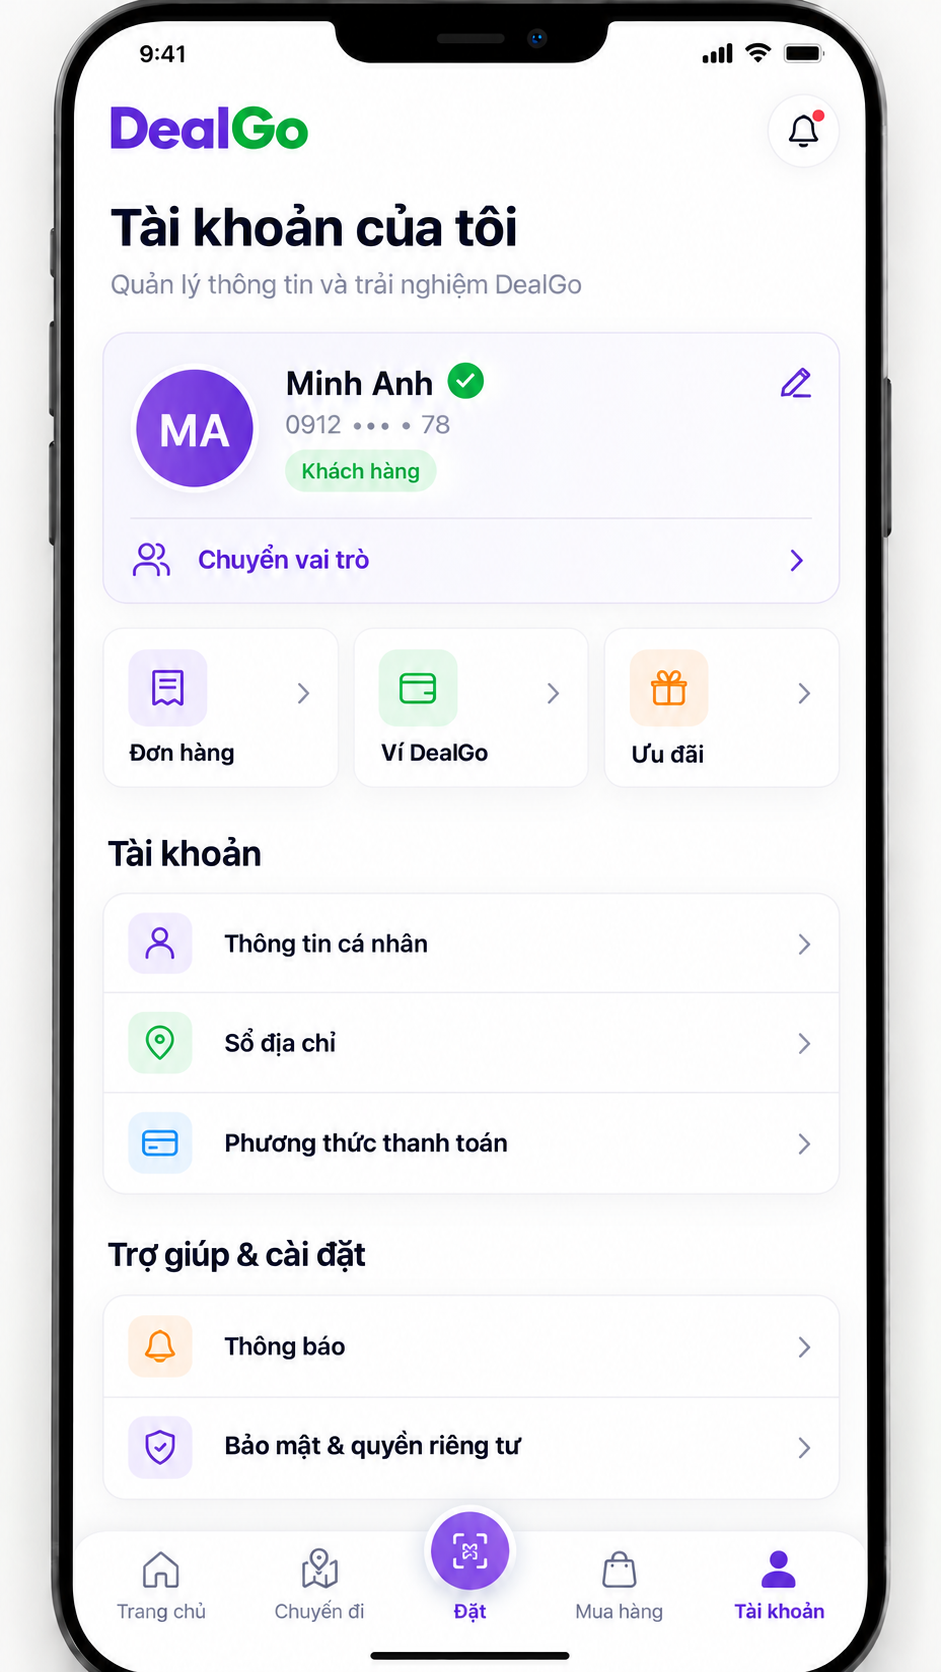 9:41
DealGo
Tài khoản của tôi
Quản lý thông tin và trải nghiệm DealGo
MA
Minh Anh
0912 ••• • 78
Khách hàng
Chuyển vai trò
Đơn hàng
Ví DealGo
Ưu đãi
Tài khoản
Thông tin cá nhân
Sổ địa chỉ
Phương thức thanh toán
Trợ giúp & cài đặt
Thông báo
Bảo mật & quyền riêng tư
Trang chủ
Chuyến đi
Đặt
Mua hàng
Tài khoản